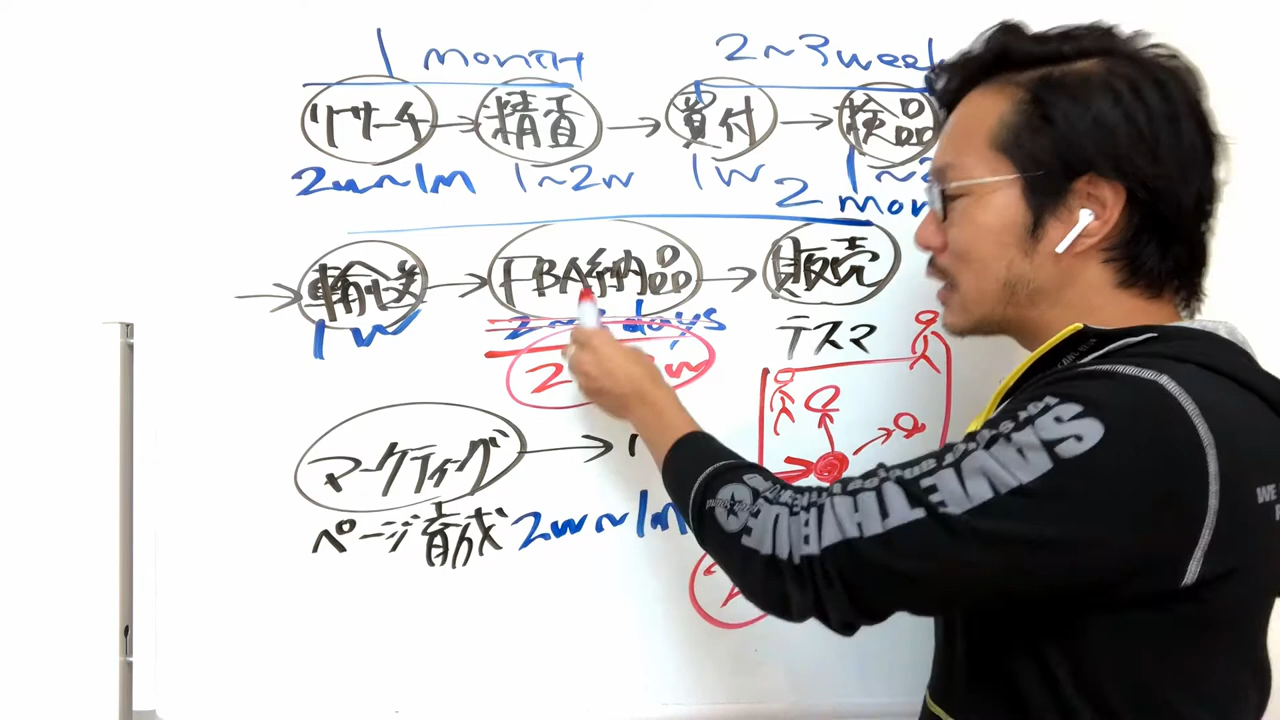 1 month 2~3week
リサーチ → 精査 → 買付 → 検品
2w~1m 1~2w 1w 1~2
2 mon
→ 輸送 → FBA納品 → 販売
1w 2 days テスマ
2
マーケティング →
ページ育成 2w~1m
SAVE THE